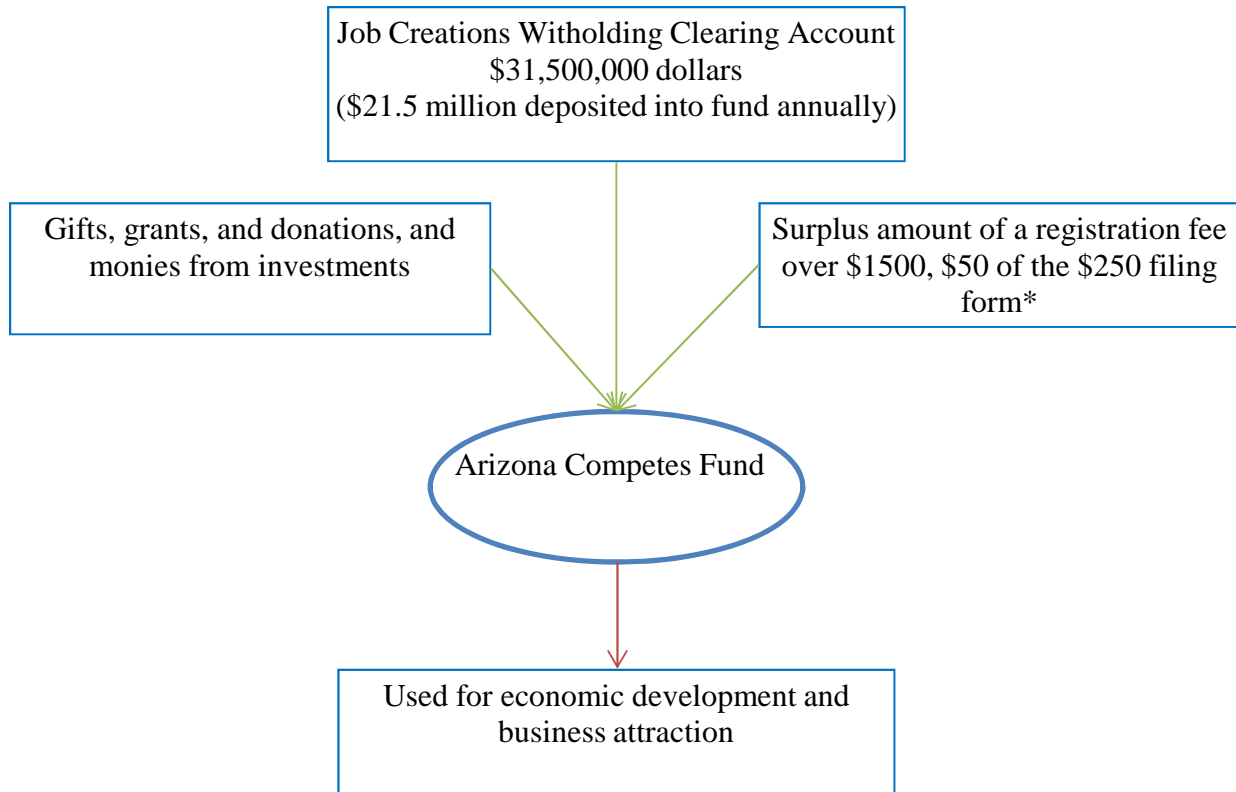 Job Creations Witholding Clearing Account
$31,500,000 dollars
($21.5 million deposited into fund annually)
Gifts, grants, and donations, and
monies from investments
Surplus amount of a registration fee
over $1500, $50 of the $250 filing
form*
Arizona Competes Fund
Used for economic development and
business attraction